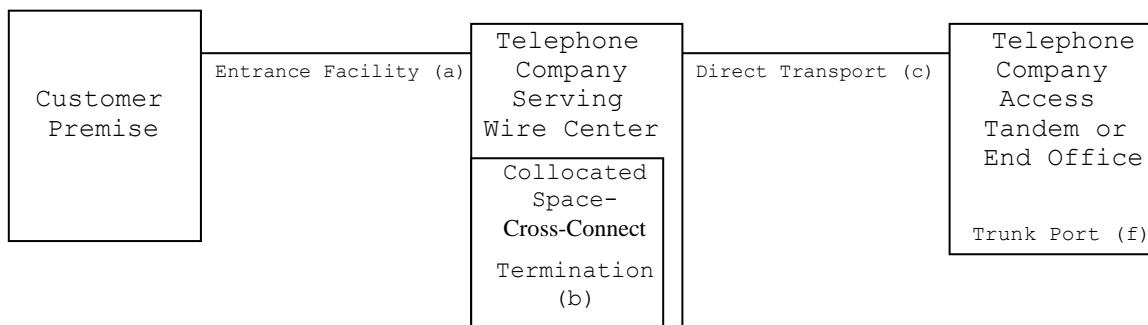 Customer
Premise
Entrance Facility (a)
Telephone
Company
Serving
Wire Center
Collocated
Space-
Cross-Connect
Termination
(b)
Direct Transport (c)
Telephone
Company
Access
Tandem or
End Office
Trunk Port (f)